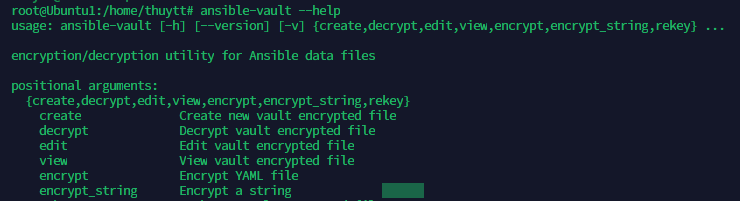 root@Ubuntu1:/home/thuytt# ansible-vault --help
usage: ansible-vault [-h] [--version] [-v] {create,decrypt,edit,view,encrypt,encrypt_string,rekey} ...
encryption/decryption utility for Ansible data files
positional arguments:
{create,decrypt,edit,view,encrypt,encrypt_string,rekey}
create Create new vault encrypted file
decrypt Decrypt vault encrypted file
edit Edit vault encrypted file
view View vault encrypted file
encrypt Encrypt YAML file
encrypt_string Encrypt a string